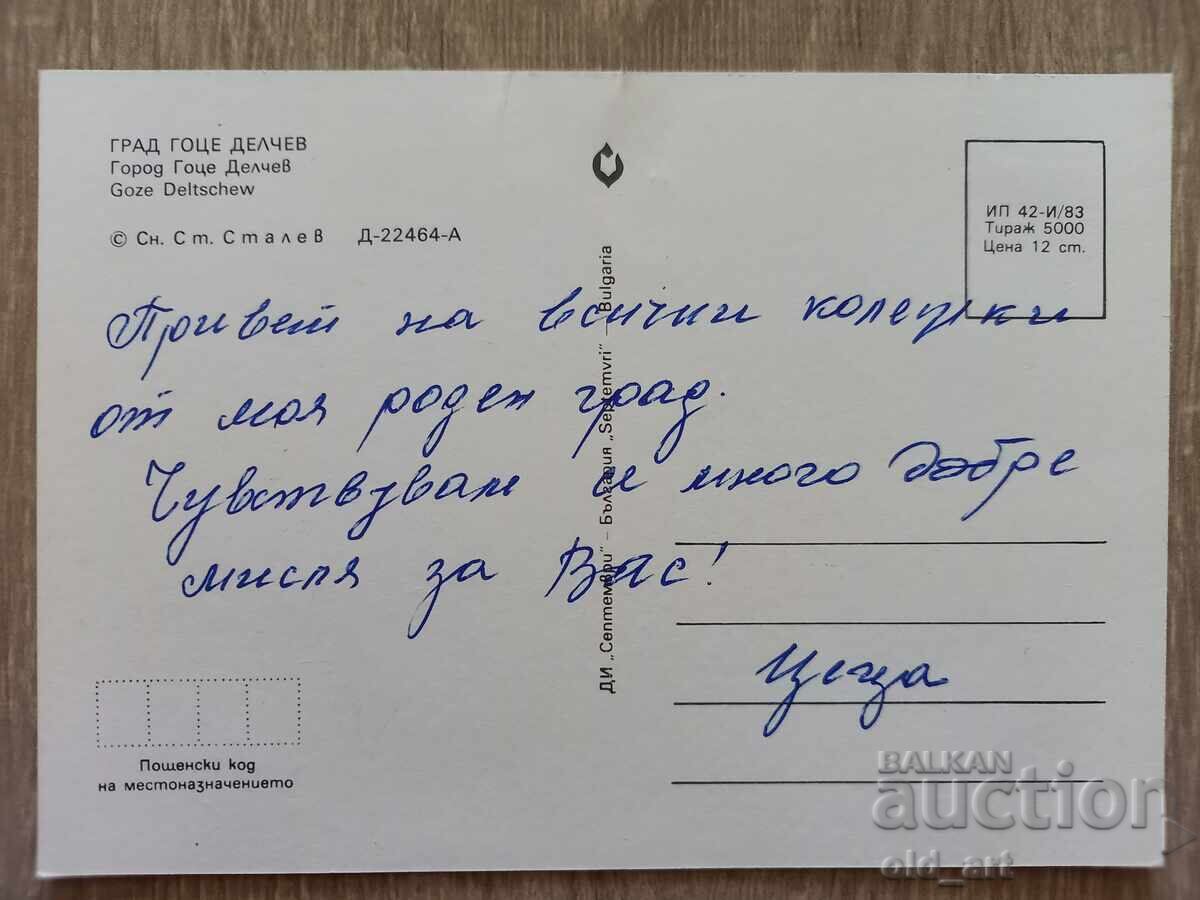 ГРАД ГОЦЕ ДЕЛЧЕВ
Город Гоце Делчев
Goze Deltschew
© Сн. Ст. Сталев Д-22464-А
ИП 42-И/83
Тираж 5000
Цена 12 ст.
Привет на всички колежки
от моя роден град.
Чувствувам се много добре
мисля за Вас!
Цеца
ДИ „Септември" – България „Septemvri" Bulgaria
Пощенски код
на местоназначението
BALKAN
auction
old_art